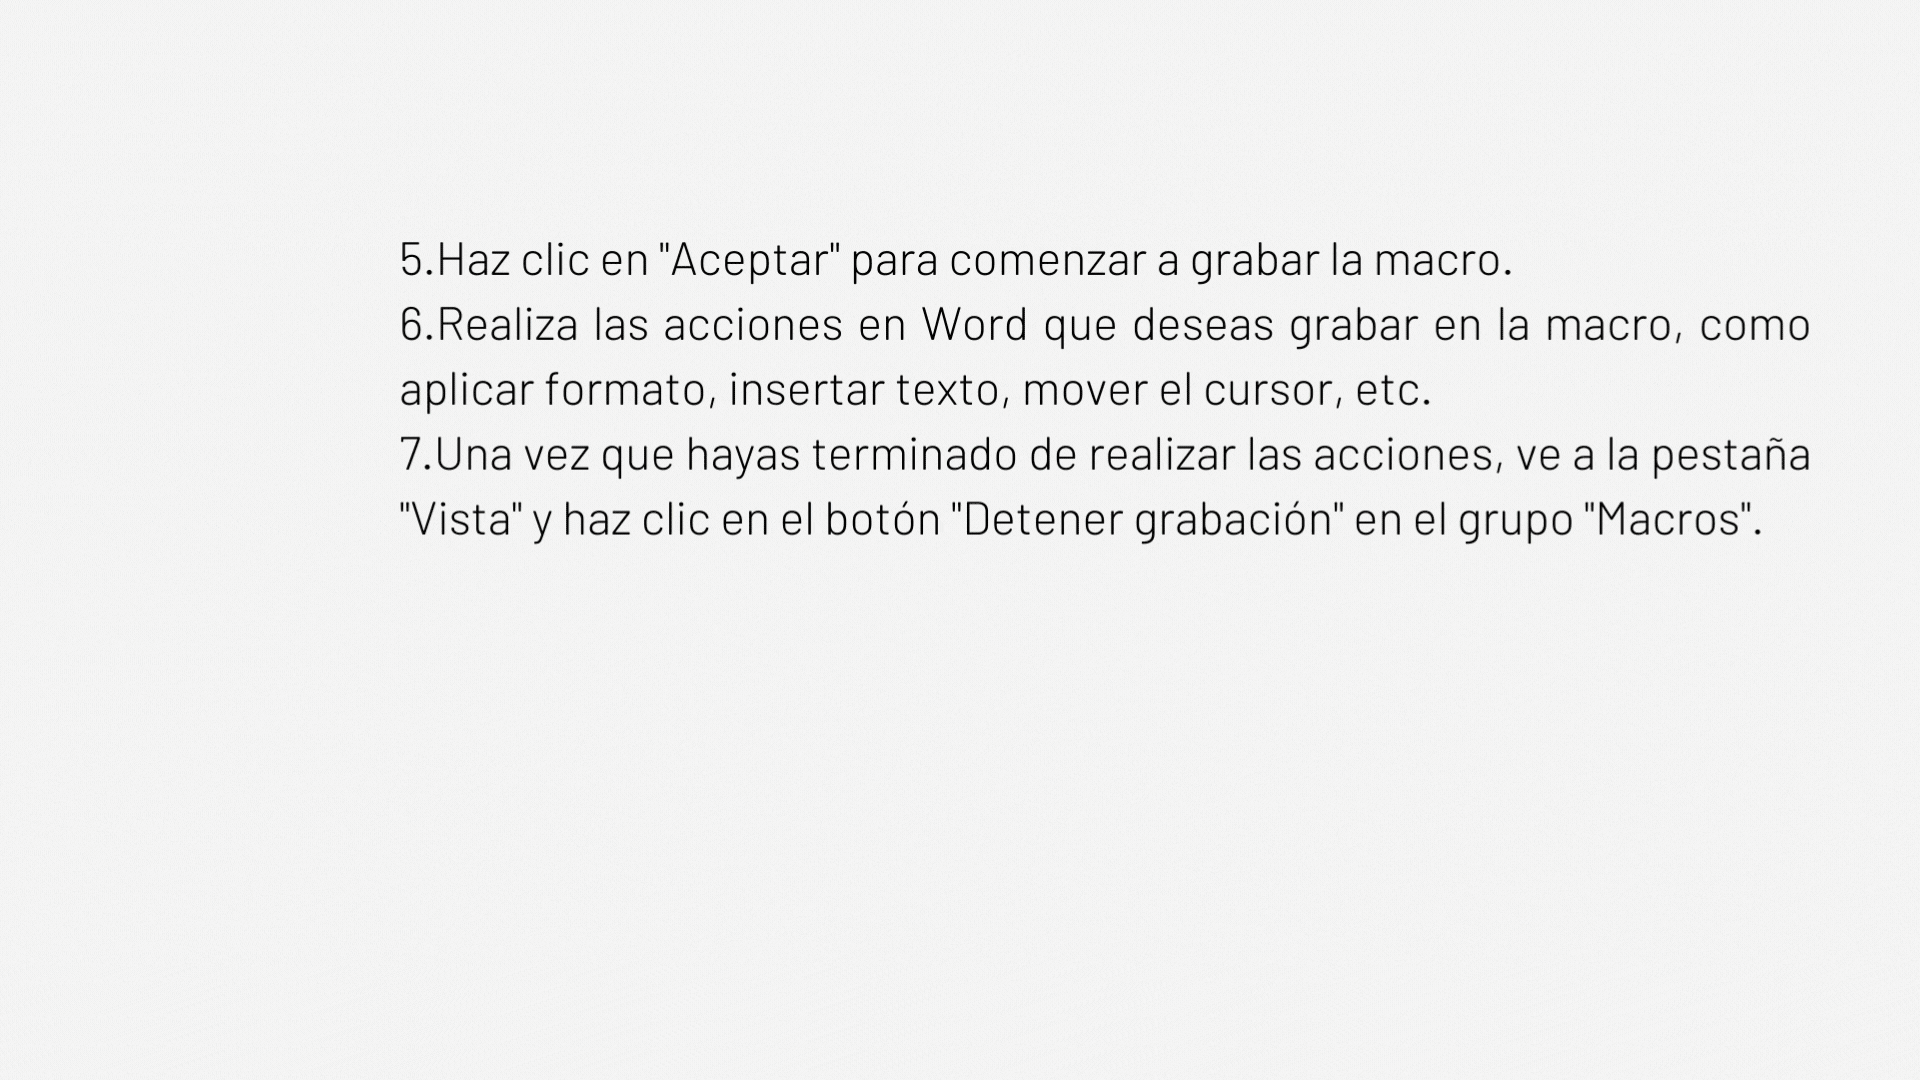 5.Haz clic en "Aceptar" para comenzar a grabar la macro.
6.Realiza las acciones en Word que deseas grabar en la macro, como
aplicar formato, insertar texto, mover el cursor, etc.
7.Una vez que hayas terminado de realizar las acciones, ve a la pestaña
"Vista" y haz clic en el botón "Detener grabación" en el grupo "Macros".